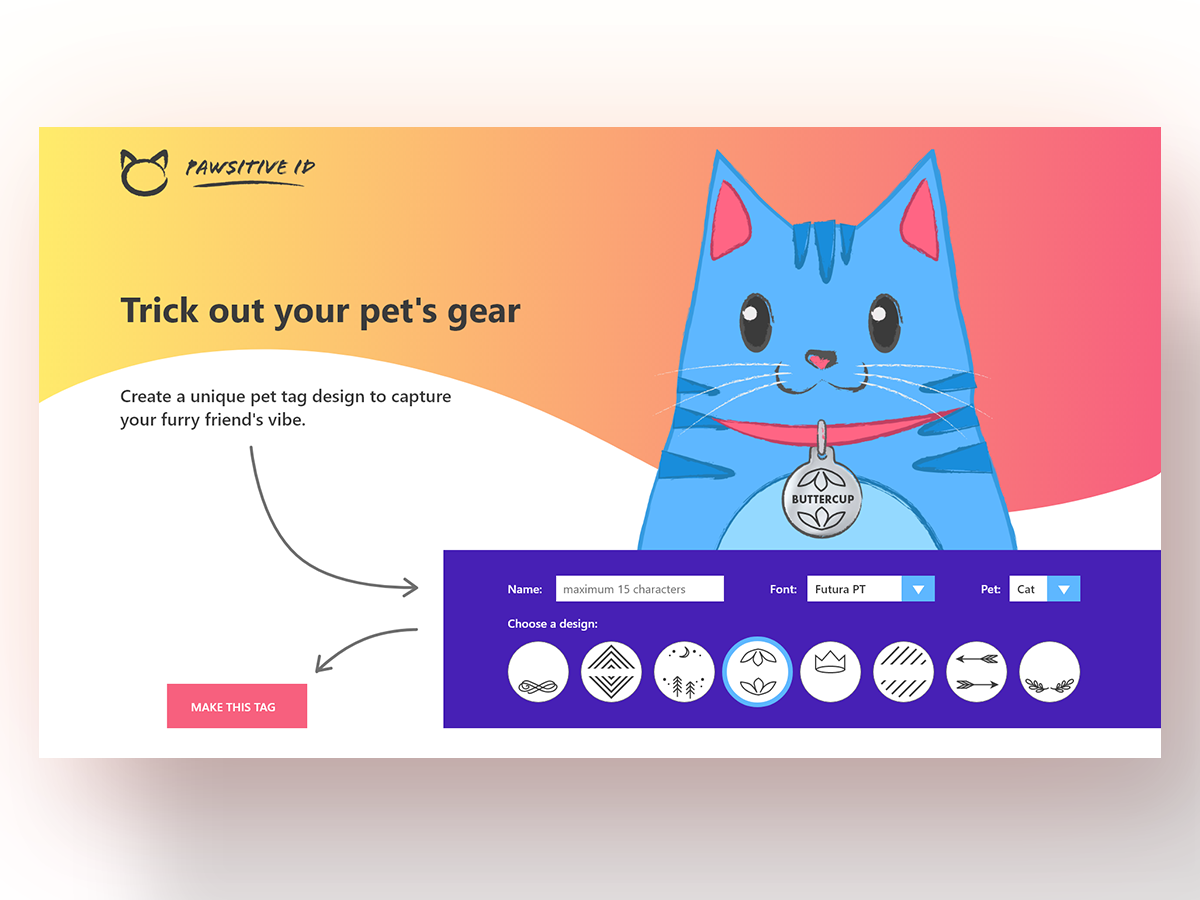 PAWSITIVE ID
Trick out your pet's gear
Create a unique pet tag design to capture
your furry friend's vibe.
BUTTERCUP
Name: maximum 15 characters Font: Futura PT Pet: Cat
Choose a design:
MAKE THIS TAG